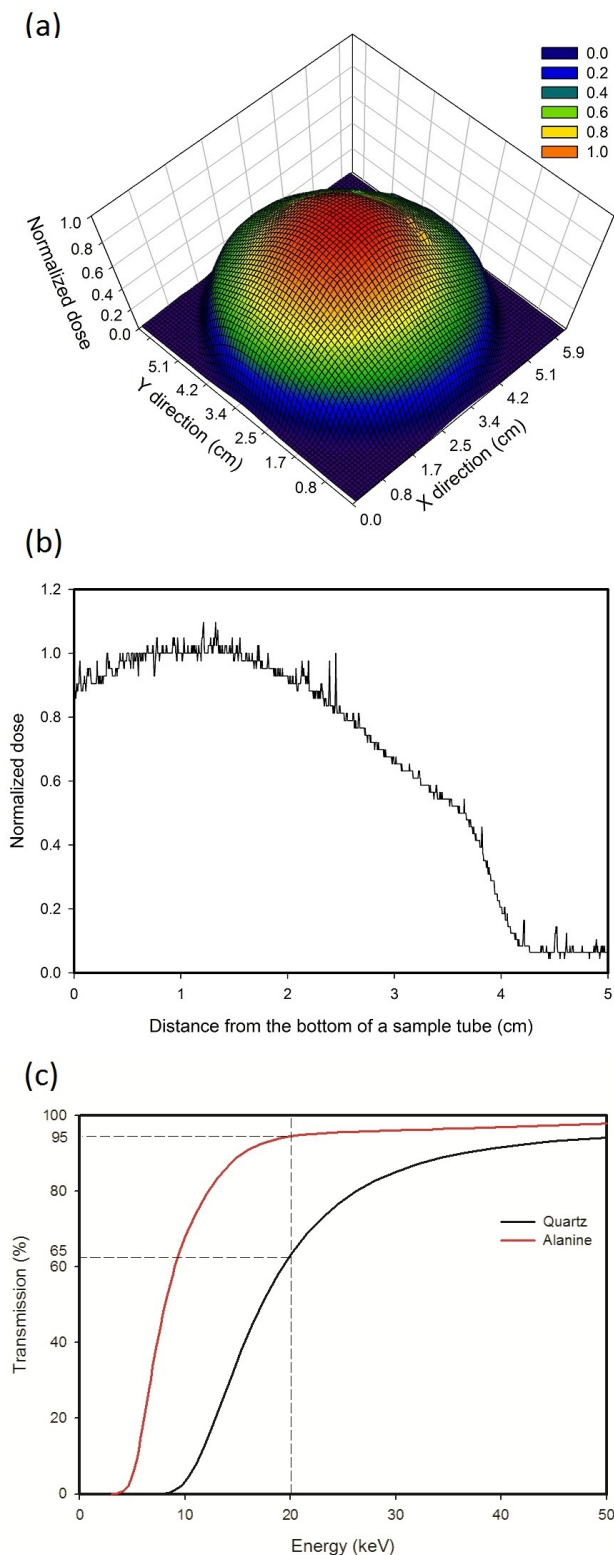 (a)
0.0
0.2
0.4
0.6
0.8
1.0
Normalized dose
1.0
0.8
0.6
0.4
0.2
0.0
5.1
4.2
3.4
2.5
1.7
0.8
Y direction (cm)
5.9
5.1
4.2
3.4
2.5
1.7
0.8
0.0
X direction (cm)
(b)
1.2
1.0
0.8
0.6
0.4
0.2
0.0
Normalized dose
0 1 2 3 4 5
Distance from the bottom of a sample tube (cm)
(c)
100
95
80
65
60
40
20
0
Transmission (%)
Quartz
Alanine
0 10 20 30 40 50
Energy (keV)